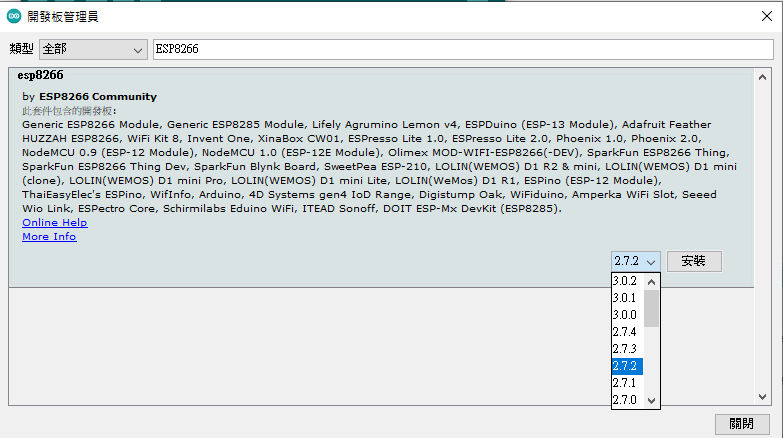 開發板管理員
類型 全部 ESP8266
esp8266
by ESP8266 Community
此套件包含的開發板:
Generic ESP8266 Module, Generic ESP8285 Module, Lifely Agrumino Lemon v4, ESPDuino (ESP-13 Module), Adafruit Feather
HUZZAH ESP8266, WiFi Kit 8, Invent One, XinaBox CW01, ESPresso Lite 1.0, ESPresso Lite 2.0, Phoenix 1.0, Phoenix 2.0,
NodeMCU 0.9 (ESP-12 Module), NodeMCU 1.0 (ESP-12E Module), Olimex MOD-WIFI-ESP8266(-DEV), SparkFun ESP8266 Thing,
SparkFun ESP8266 Thing Dev, SparkFun Blynk Board, SweetPea ESP-210, LOLIN(WEMOS) D1 R2 & mini, LOLIN(WEMOS) D1 mini
(clone), LOLIN(WEMOS) D1 mini Pro, LOLIN(WEMOS) D1 mini Lite, LOLIN(WeMos) D1 R1, ESPino (ESP-12 Module),
ThaiEasyElec's ESPino, WifInfo, Arduino, 4D Systems gen4 IoD Range, Digistump Oak, WiFiduino, Amperka WiFi Slot, Seeed
Wio Link, ESPectro Core, Schirmilabs Eduino WiFi, ITEAD Sonoff, DOIT ESP-Mx DevKit (ESP8285).
Online Help
More Info
2.7.2 安裝
3.0.2
3.0.1
3.0.0
2.7.4
2.7.3
2.7.2
2.7.1
2.7.0
關閉